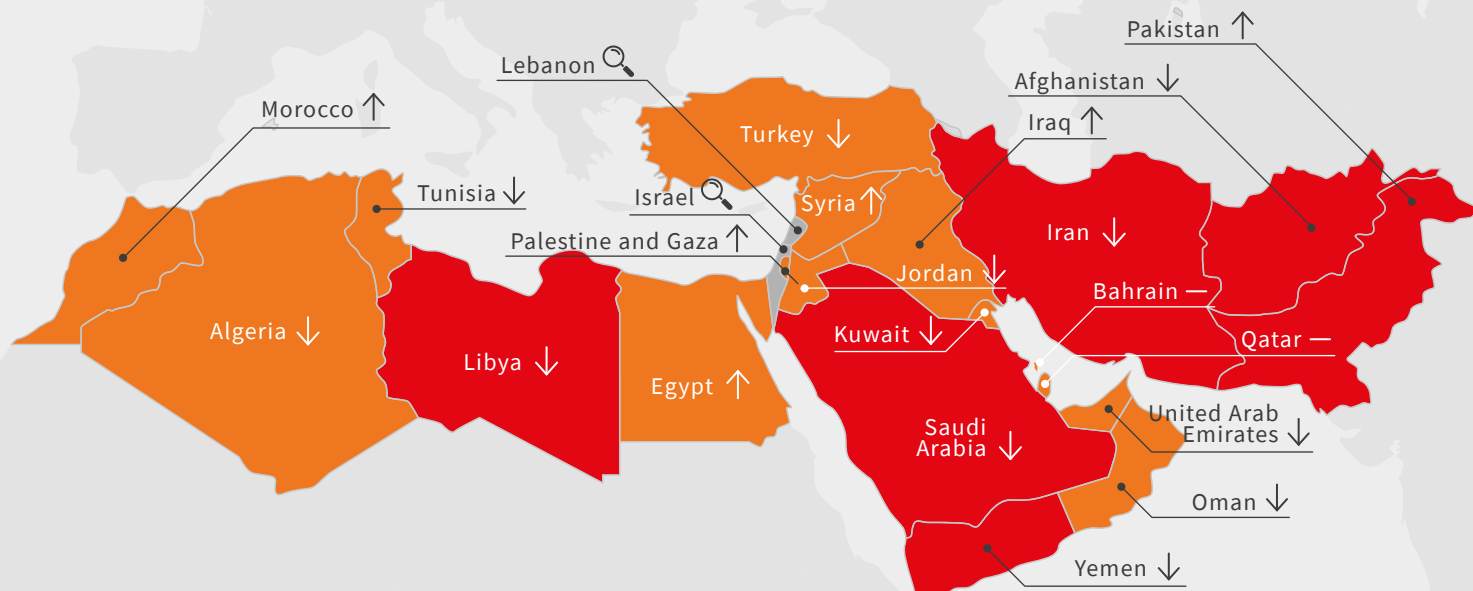 Pakistan ↑
Lebanon
Afghanistan ↓
Morocco ↑
Iraq ↑
Turkey ↓
Tunisia ↓
Israel
Syria ↑
Palestine and Gaza ↑
Iran ↓
Jordan ↓
Bahrain —
Algeria ↓
Kuwait ↓
Qatar —
Libya ↓
Egypt ↑
United Arab
Emirates ↓
Saudi
Arabia ↓
Oman ↓
Yemen ↓